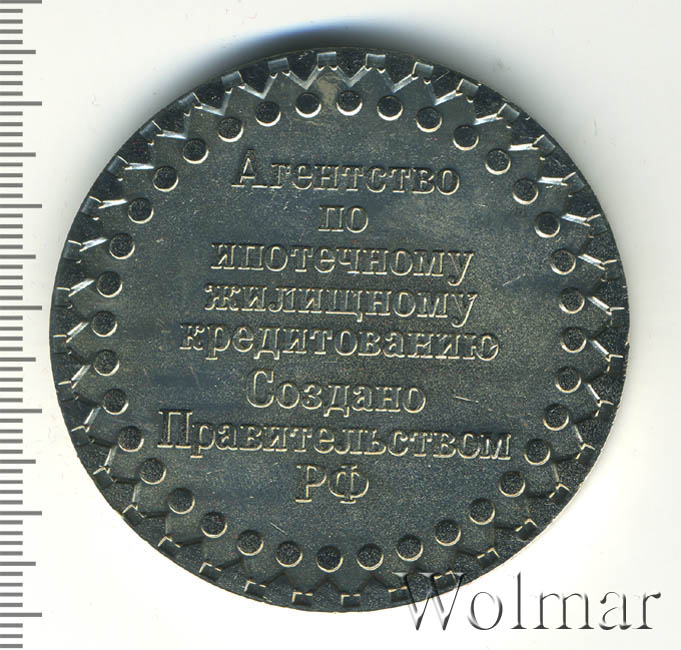 Агентство
по
ипотечному
жилищному
кредитованию
Создано
Правительством
РФ
Wolmar